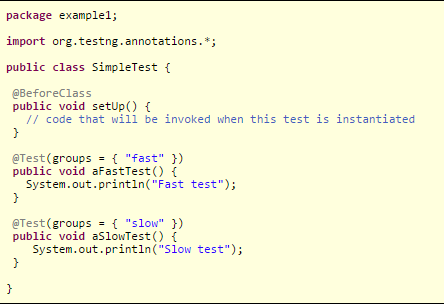 package example1;
import org.testng.annotations.*;
public class SimpleTest {
@BeforeClass
public void setUp() {
// code that will be invoked when this test is instantiated
}
@Test(groups = { "fast" })
public void aFastTest() {
System.out.println("Fast test");
}
@Test(groups = { "slow" })
public void aSlowTest() {
System.out.println("Slow test");
}
}